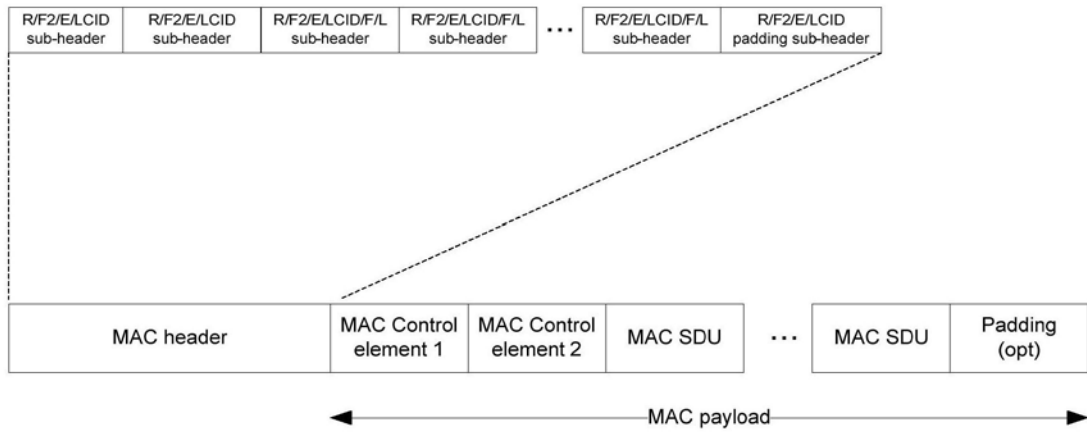 R/F2/E/LCID
sub-header
R/F2/E/LCID
sub-header
R/F2/E/LCID/F/L
sub-header
R/F2/E/LCID/F/L
sub-header
...
R/F2/E/LCID/F/L
sub-header
R/F2/E/LCID
padding sub-header
MAC header
MAC Control
element 1
MAC Control
element 2
MAC SDU
...
MAC SDU
Padding
(opt)
MAC payload